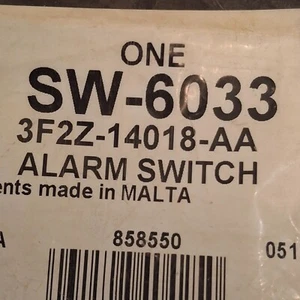 ONE
SW-6033
3F2Z-14018-AA
ALARM SWITCH
ents made in MALTA
A 858550 051